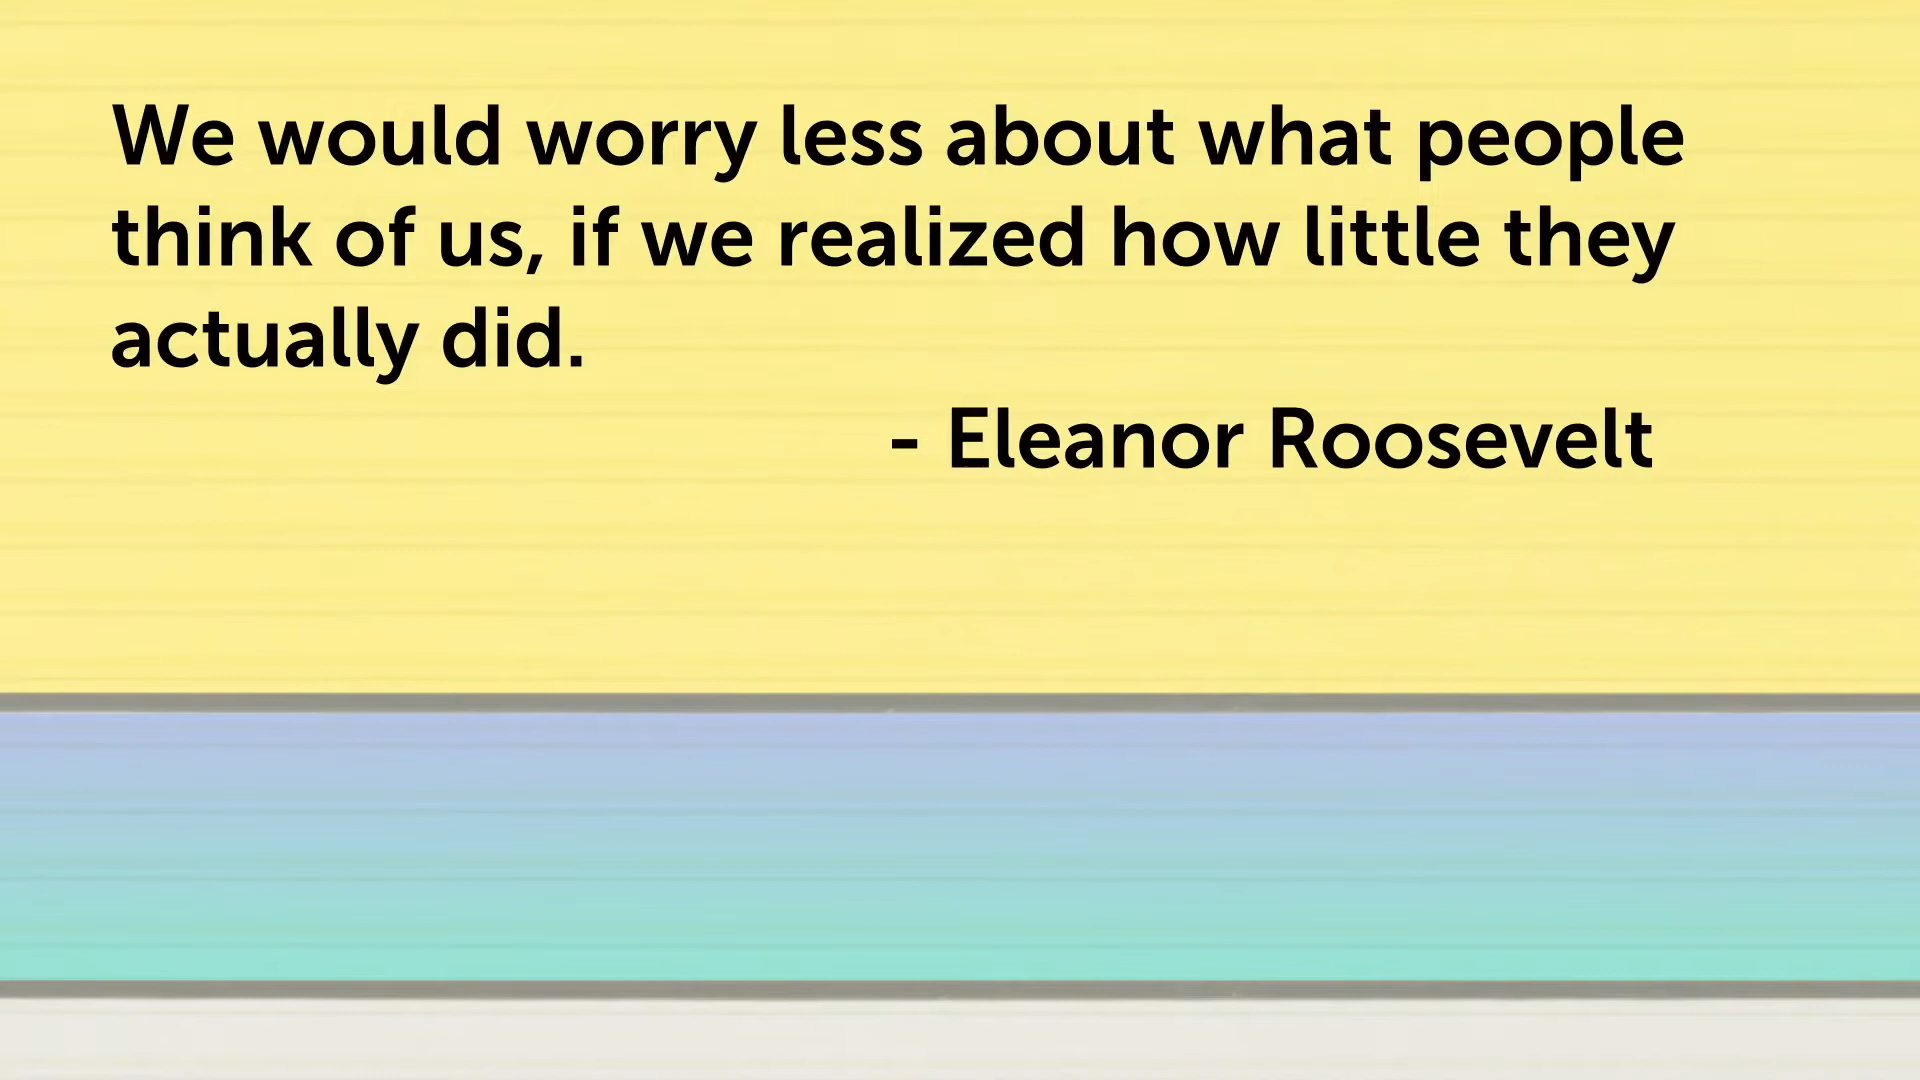 We would worry less about what people
think of us, if we realized how little they
actually did.
- Eleanor Roosevelt